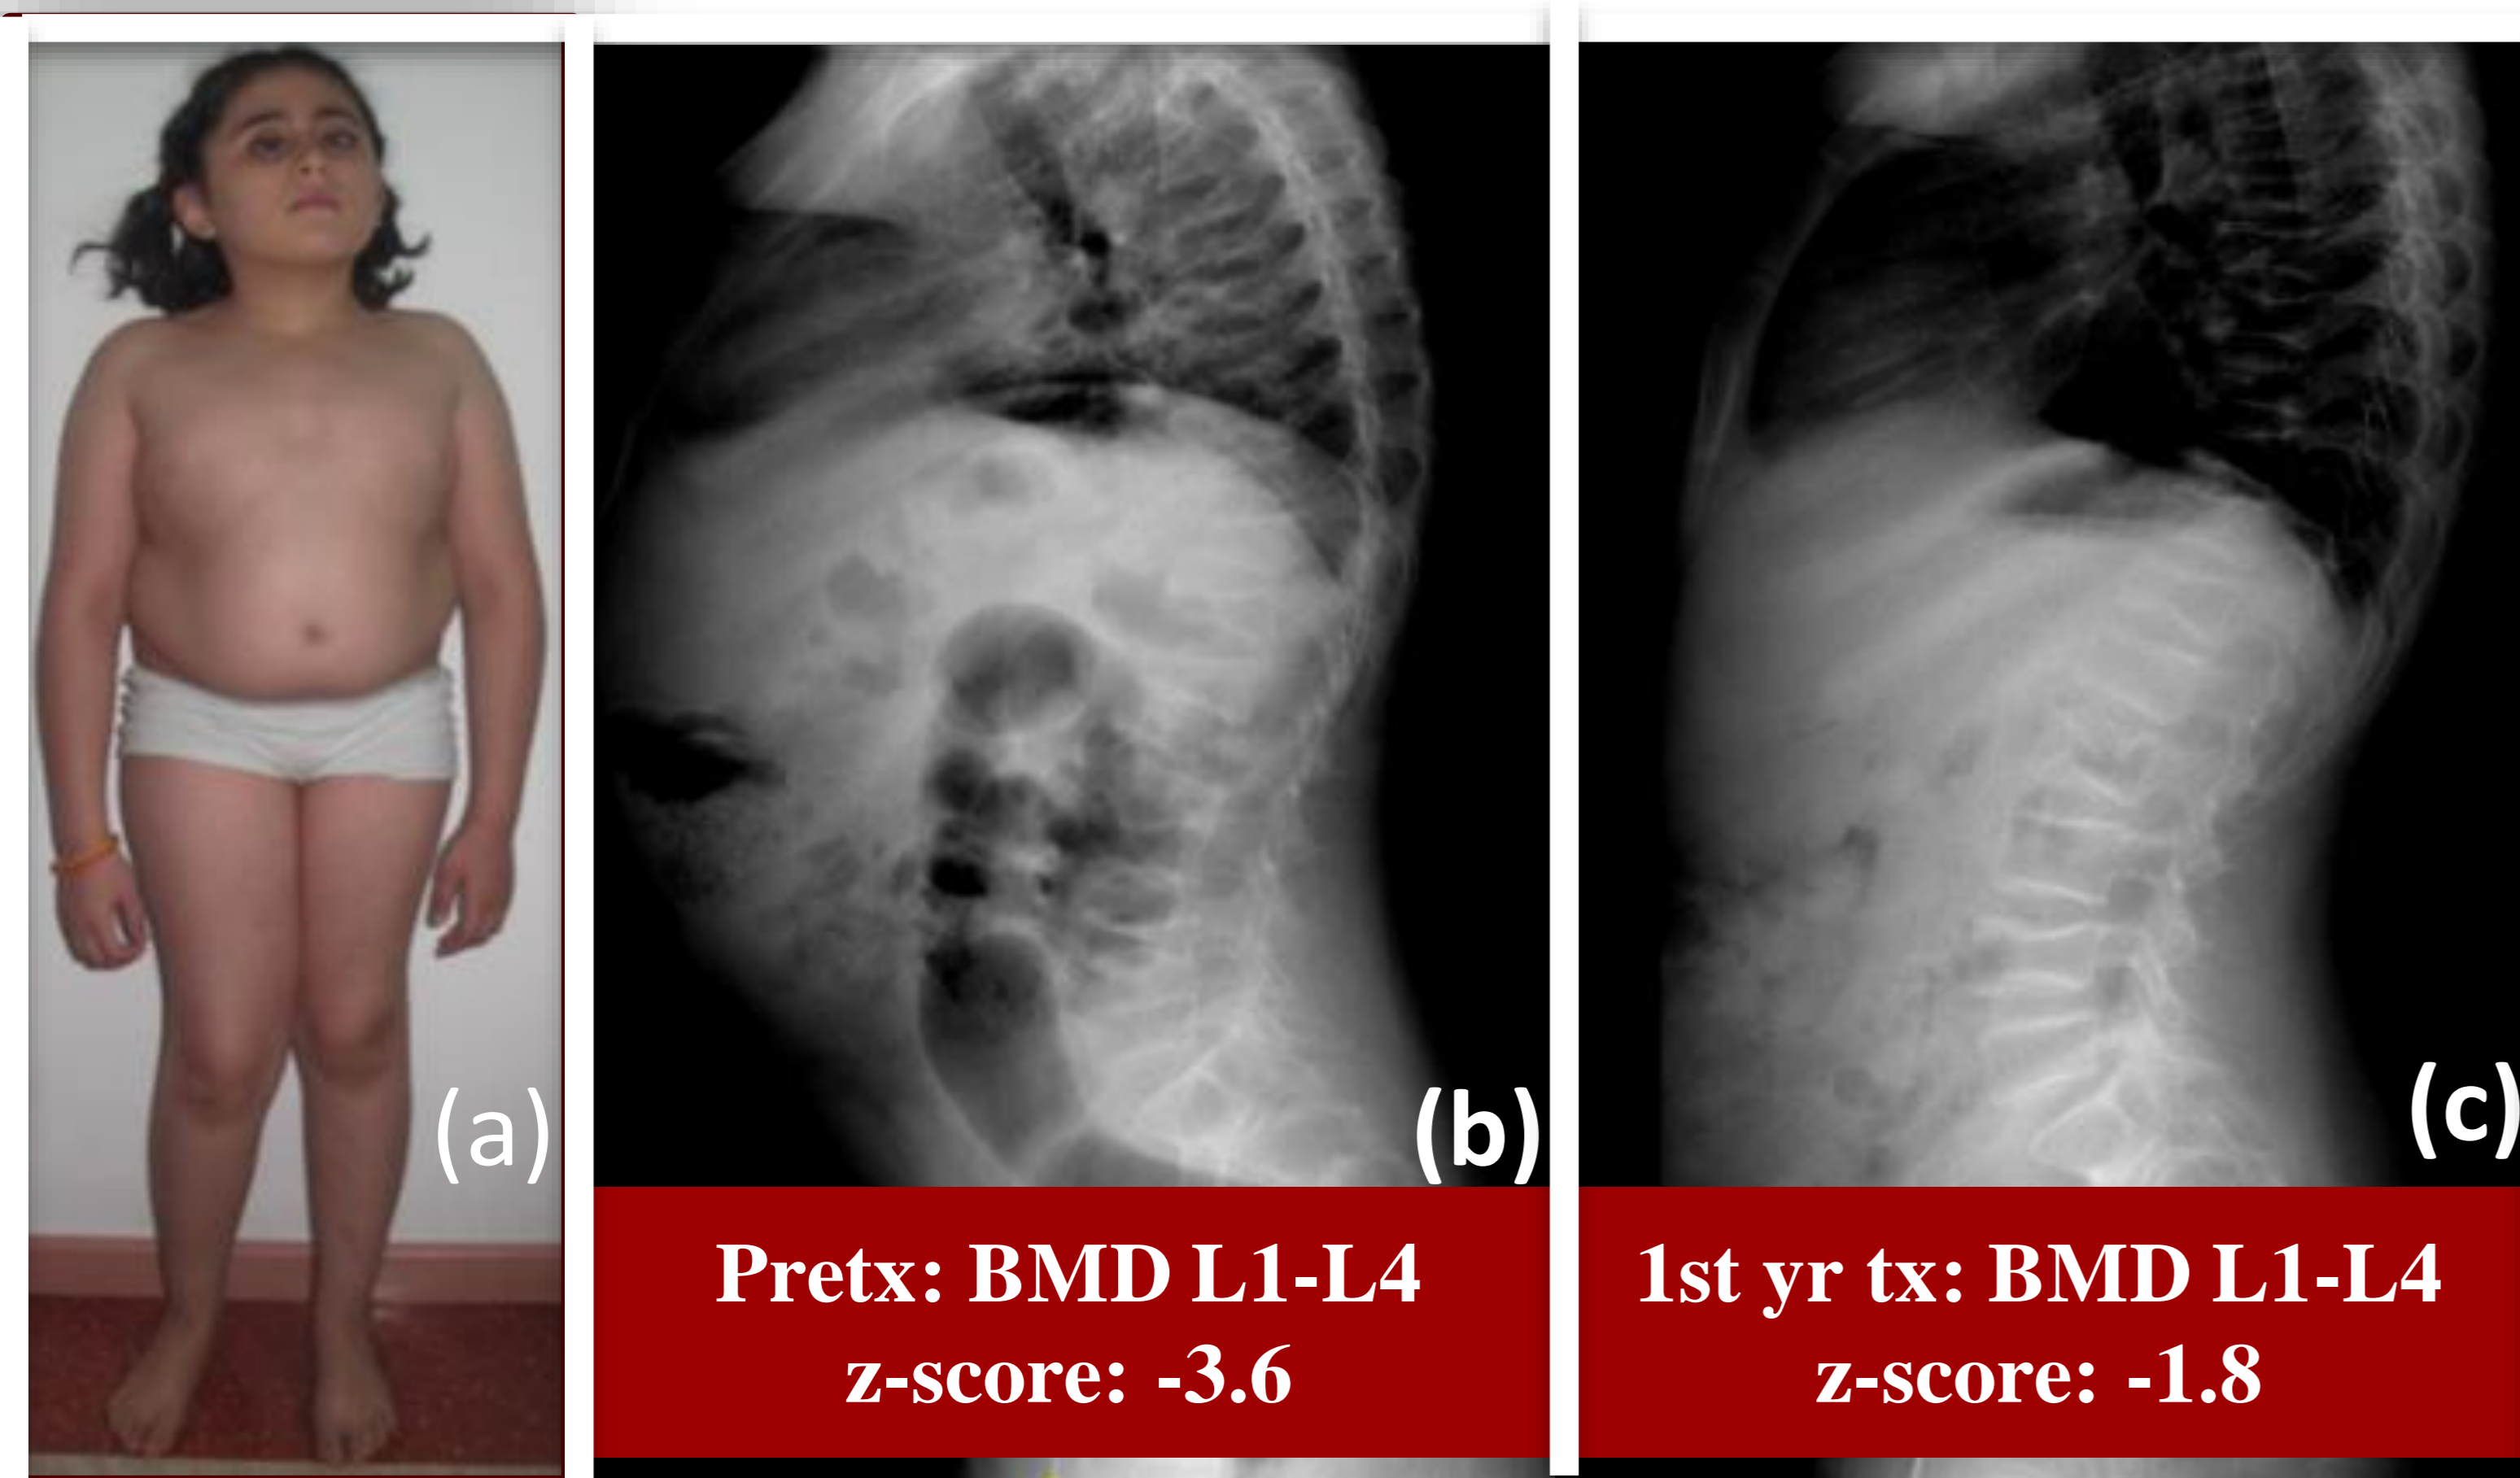 (a)
(b)
(c)
Pretx: BMD L1-L4
z-score: -3.6
1st yr tx: BMD L1-L4
z-score: -1.8